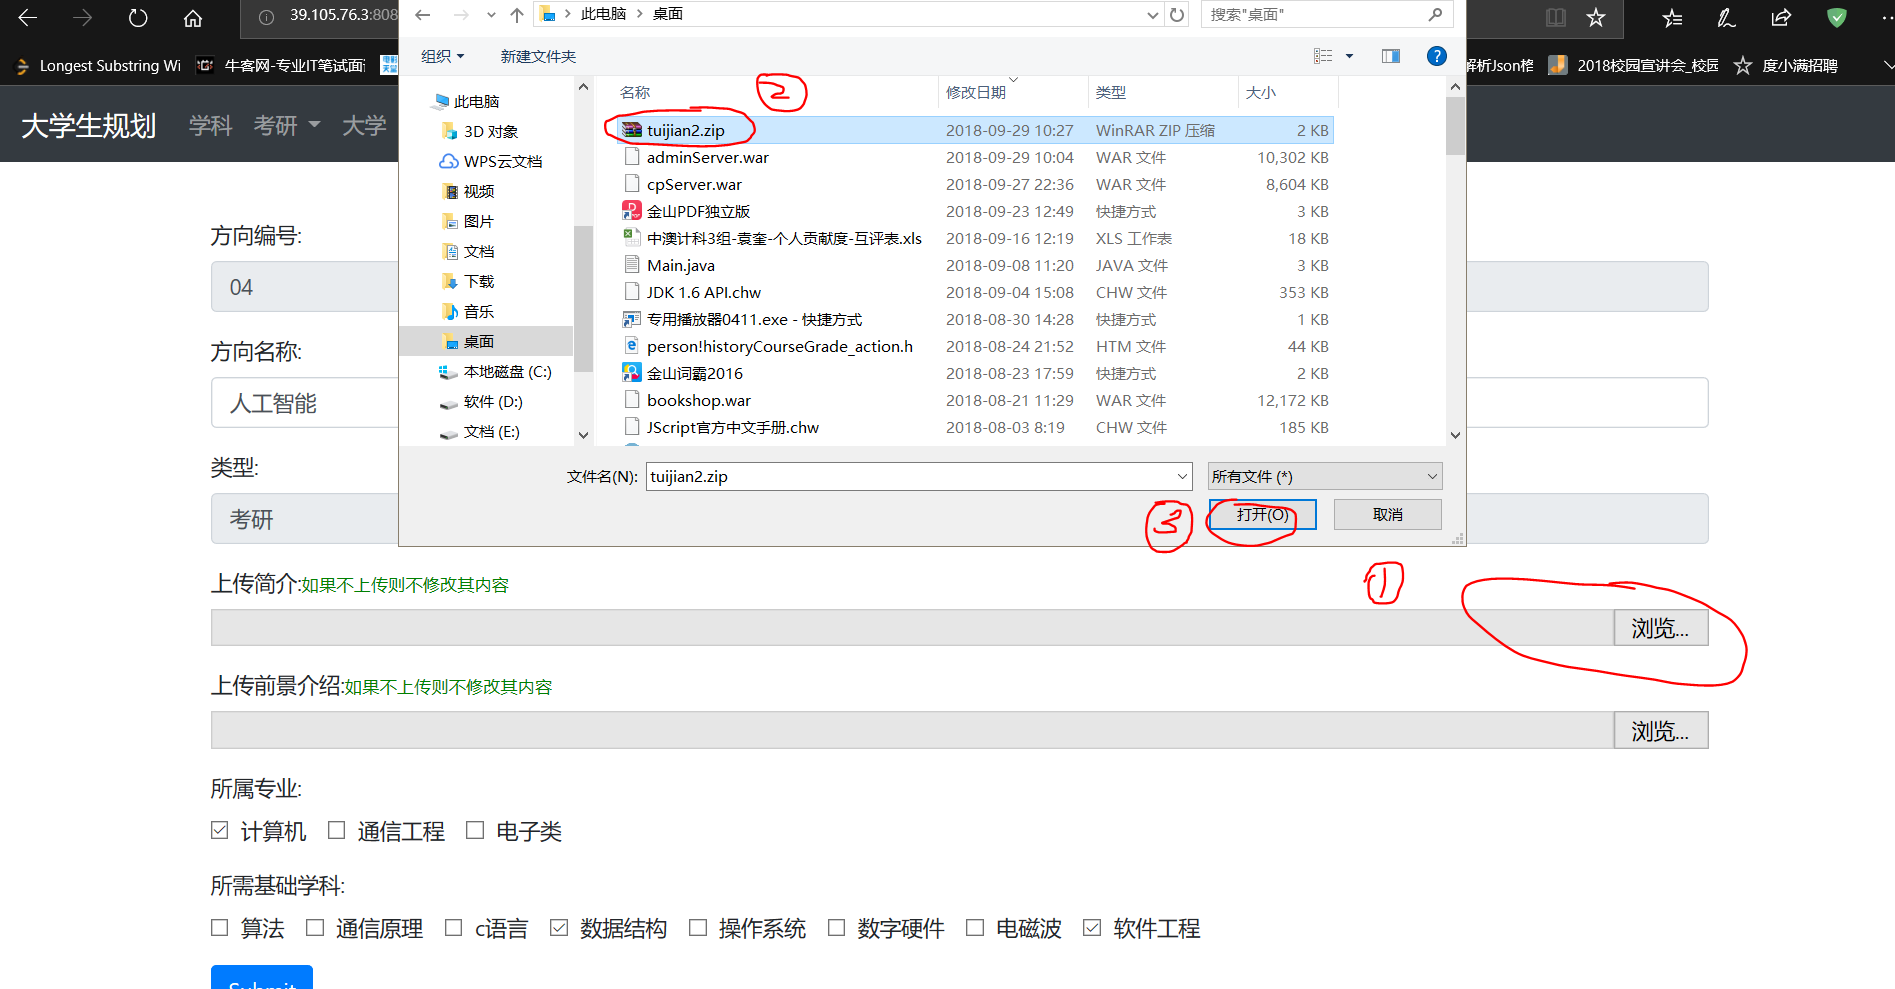 39.105.76.3:808
此电脑 桌面
搜索"桌面"
Longest Substring Wi 牛客网-专业IT笔试面
组织 新建文件夹
解析Json格 2018校园宣讲会_校园 度小满招聘
大学生规划 学科 考研 大学
此电脑
3D 对象
WPS云文档
视频
图片
文档
下载
音乐
桌面
本地磁盘 (C:)
软件 (D:)
文档 (E:)
名称 修改日期 类型 大小
2
tuijian2.zip 2018-09-29 10:27 WinRAR ZIP 压缩 2 KB
adminServer.war 2018-09-29 10:04 WAR 文件 10,302 KB
cpServer.war 2018-09-27 22:36 WAR 文件 8,604 KB
金山PDF独立版 2018-09-23 12:49 快捷方式 3 KB
中澳计科3组-袁奎-个人贡献度-互评表.xls 2018-09-16 12:19 XLS 工作表 18 KB
Main.java 2018-09-08 11:20 JAVA 文件 3 KB
JDK 1.6 API.chw 2018-09-04 15:08 CHW 文件 353 KB
专用播放器0411.exe - 快捷方式 2018-08-30 14:28 快捷方式 1 KB
person!historyCourseGrade_action.h 2018-08-24 21:52 HTM 文件 44 KB
金山词霸2016 2018-08-23 17:59 快捷方式 2 KB
bookshop.war 2018-08-21 11:29 WAR 文件 12,172 KB
JScript官方中文手册.chw 2018-08-03 8:19 CHW 文件 185 KB
文件名(N): tuijian2.zip 所有文件 (*)
3 打开(O) 取消
方向编号:
04
方向名称:
人工智能
类型:
考研
1
上传简介:如果不上传则不修改其内容
浏览...
上传前景介绍:如果不上传则不修改其内容
浏览...
所属专业:
计算机 通信工程 电子类
所需基础学科:
算法 通信原理 c语言 数据结构 操作系统 数字硬件 电磁波 软件工程
Submit